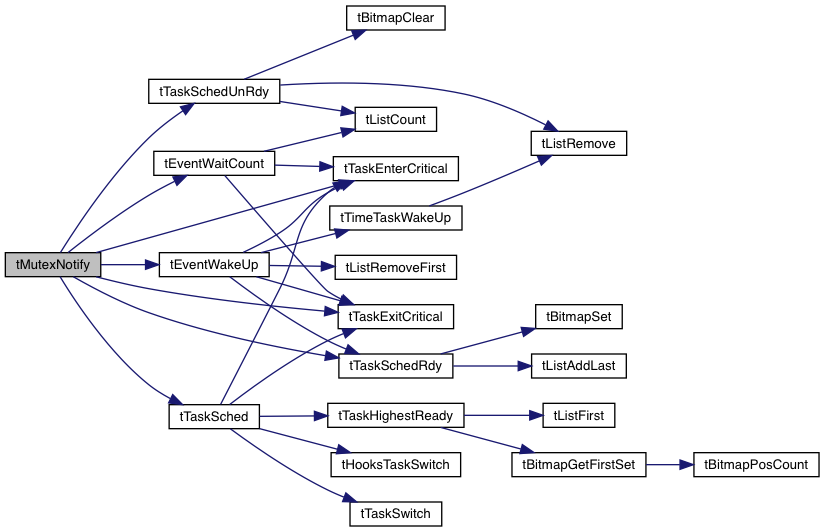 tBitmapClear
tTaskSchedUnRdy
tListCount
tListRemove
tEventWaitCount
tTaskEnterCritical
tTimeTaskWakeUp
tMutexNotify
tEventWakeUp
tListRemoveFirst
tTaskExitCritical
tBitmapSet
tTaskSchedRdy
tListAddLast
tTaskSched
tTaskHighestReady
tListFirst
tHooksTaskSwitch
tBitmapGetFirstSet
tBitmapPosCount
tTaskSwitch